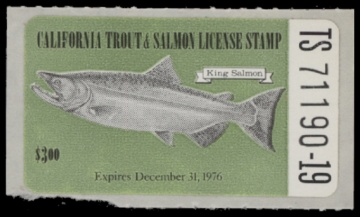 CALIFORNIA TROUT & SALMON LICENSE STAMP
King Salmon
$3.00
Expires December 31, 1976
TS 71190-19